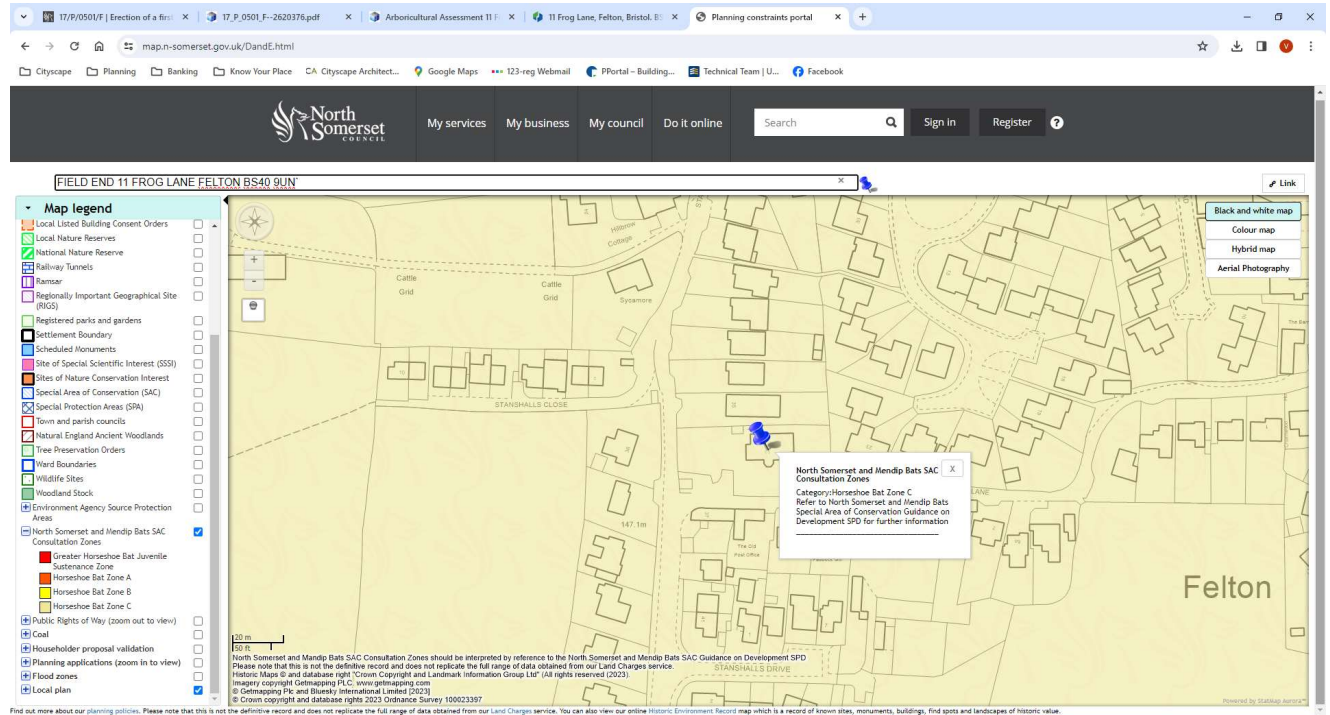 17/P/0501/F | Erection of a first
17_P_0501_F--2620376.pdf
Arboricultural Assessment 11 F
11 Frog Lane, Felton, Bristol. BS
Planning constraints portal
map.n-somerset.gov.uk/DandE.html
V
Cityscape
Planning
Banking
Know Your Place
CA Cityscape Architect...
Google Maps
123-reg Webmail
PPortal – Building...
Technical Team | U...
Facebook
North
Somerset
COUNCIL
My services
My business
My council
Do it online
Search
Sign in
Register
?
FIELD END 11 FROG LANE FELTON BS40 9UN`
Link
Map legend
Local Listed Building Consent Orders
Local Nature Reserves
National Nature Reserve
Railway Tunnels
Ramsar
Regionally Important Geographical Site
(RIGS)
Registered parks and gardens
Settlement Boundary
Scheduled Monuments
Site of Special Scientific Interest (SSSI)
Sites of Nature Conservation Interest
Special Area of Conservation (SAC)
Special Protection Areas (SPA)
Town and parish councils
Natural England Ancient Woodlands
Tree Preservation Orders
Ward Boundaries
Wildlife Sites
Woodland Stock
Environment Agency Source Protection
Areas
North Somerset and Mendip Bats SAC
Consultation Zones
Greater Horseshoe Bat Juvenile
Sustenance Zone
Horseshoe Bat Zone A
Horseshoe Bat Zone B
Horseshoe Bat Zone C
Public Rights of Way (zoom out to view)
Coal
Householder proposal validation
Planning applications (zoom in to view)
Flood zones
Local plan
Black and white map
Colour map
Hybrid map
Aerial Photography
Hillbrow
Cottage
Cattle
Grid
Cattle
Grid
Sycamore
STANSHALLS CLOSE
147.1m
The Old
Post Office
LANE
STANSHALLS DRIVE
Felton
North Somerset and Mendip Bats SAC
Consultation Zones
X
Category:Horseshoe Bat Zone C
Refer to North Somerset and Mendip Bats
Special Area of Conservation Guidance on
Development SPD for further information
20 m
50 ft
North Somerset and Mandip Bats SAC Consultation Zones should be interpreted by reference to the North Somerset and Mendip Bats SAC Guidance on Development SPD
Please note that this is not the definitive record and does not replicate the full range of data obtained from our Land Charges service.
Historic Maps © and database right "Crown Copyright and Landmark Information Group Ltd" (All rights reserved (2023).
Imagery copyright Getmapping PLC, www.getmapping.com
© Getmapping Plc and Bluesky International Limited [2023]
© Crown copyright and database rights 2023 Ordnance Survey 100023397
Powered by StatMap Aurora
Find out more about our planning policies. Please note that this is not the definitive record and does not replicate the full range of data obtained from our Land Charges service. You can also view our online Historic Environment Record map which is a record of known sites, monuments, buildings, find spots and landscapes of historic value.